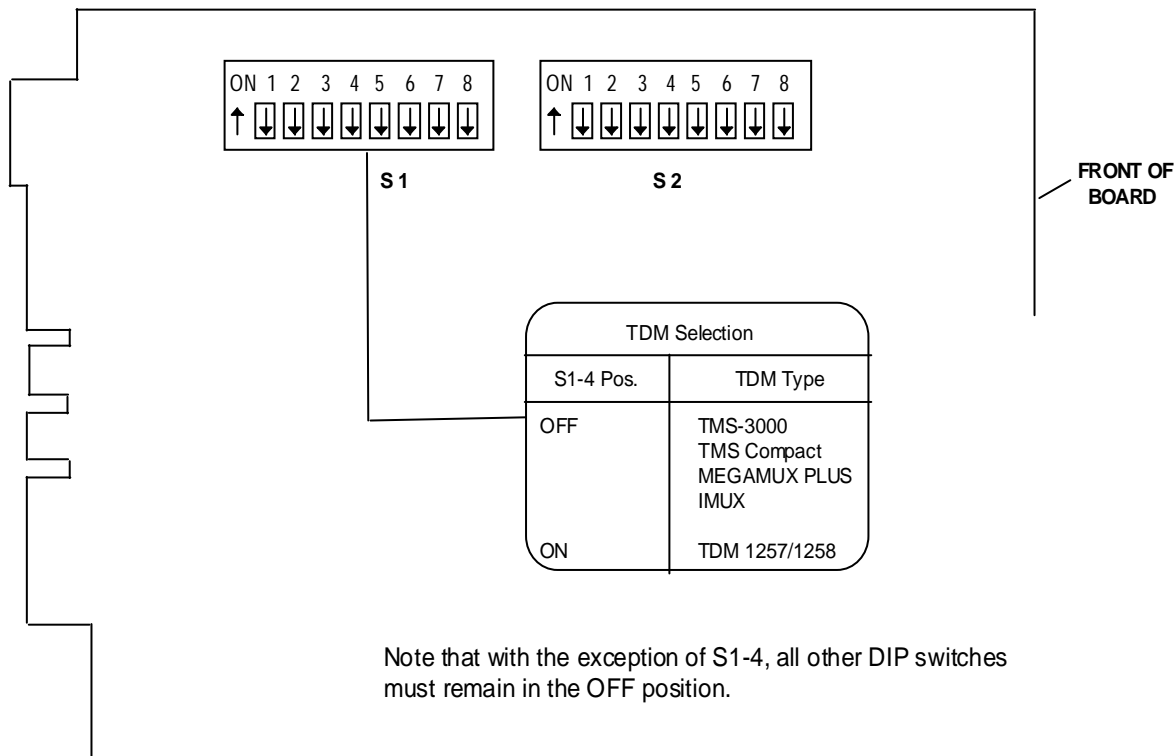 ON 1 2 3 4 5 6 7 8
ON 1 2 3 4 5 6 7 8
S 1
S 2
FRONT OF
BOARD
TDM Selection
S1-4 Pos. TDM Type
OFF TMS-3000
TMS Compact
MEGAMUX PLUS
IMUX
ON TDM 1257/1258
Note that with the exception of S1-4, all other DIP switches
must remain in the OFF position.